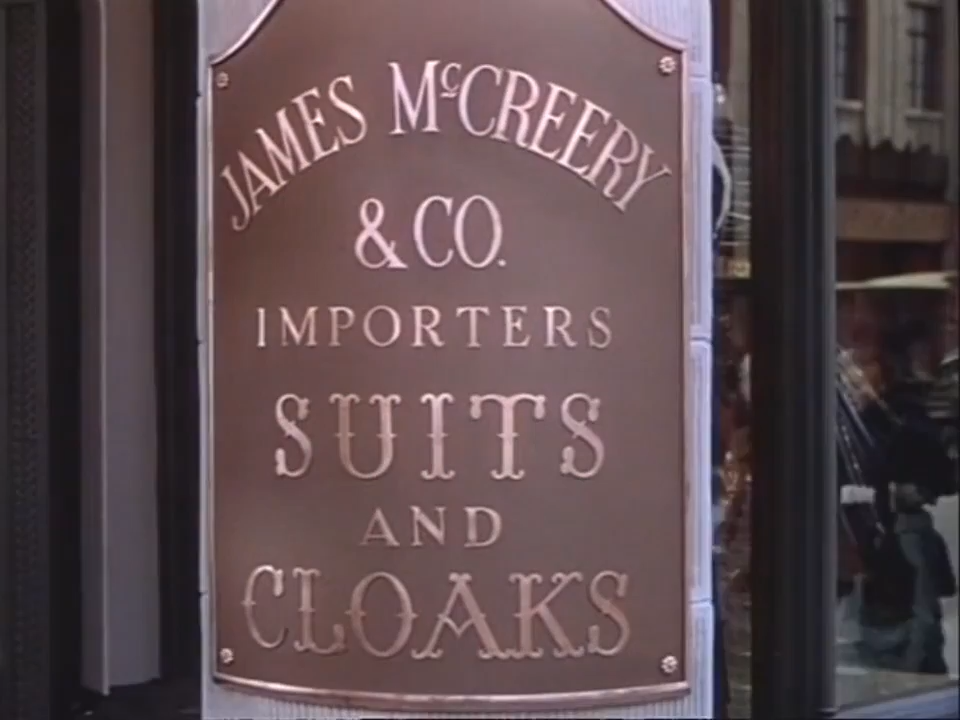 JAMES McCREERY
& CO.
IMPORTERS
SUITS
AND
CLOAKS